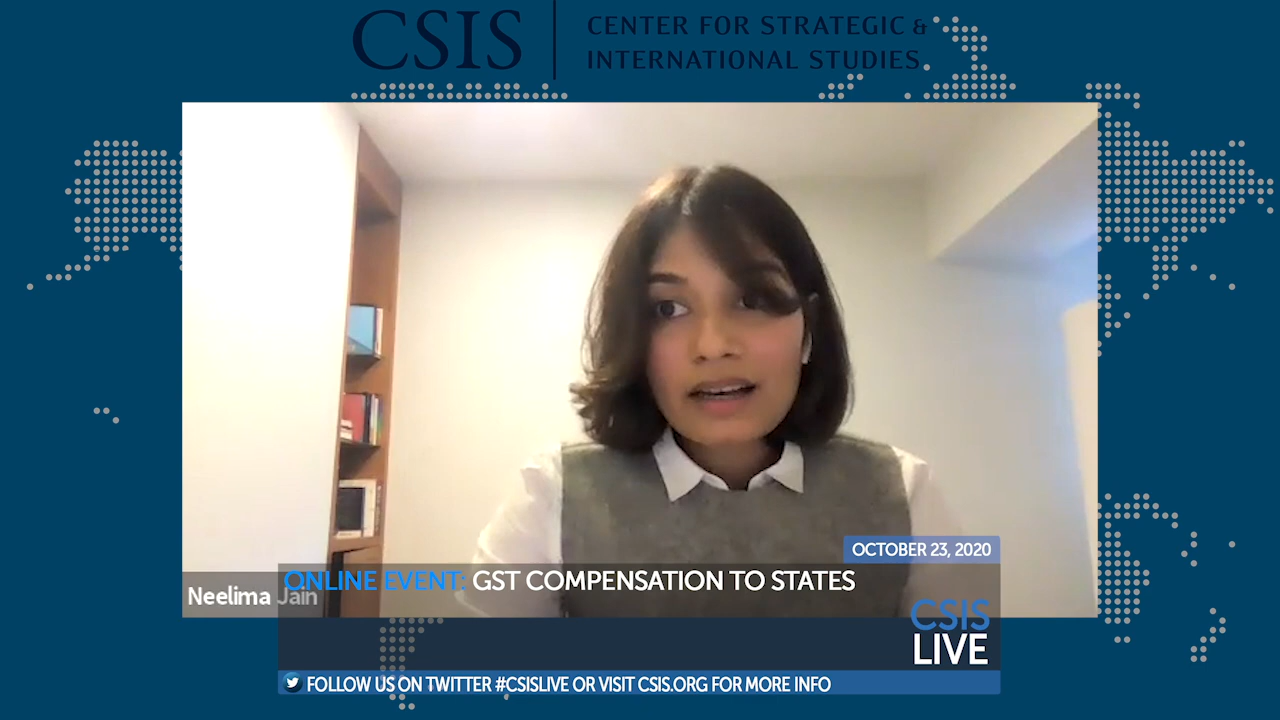 CSIS
CENTER FOR STRATEGIC &
INTERNATIONAL STUDIES
OCTOBER 23, 2020
ONLINE EVENT: GST COMPENSATION TO STATES
Neelima Jain
CSIS
LIVE
FOLLOW US ON TWITTER #CSISLIVE OR VISIT CSIS.ORG FOR MORE INFO